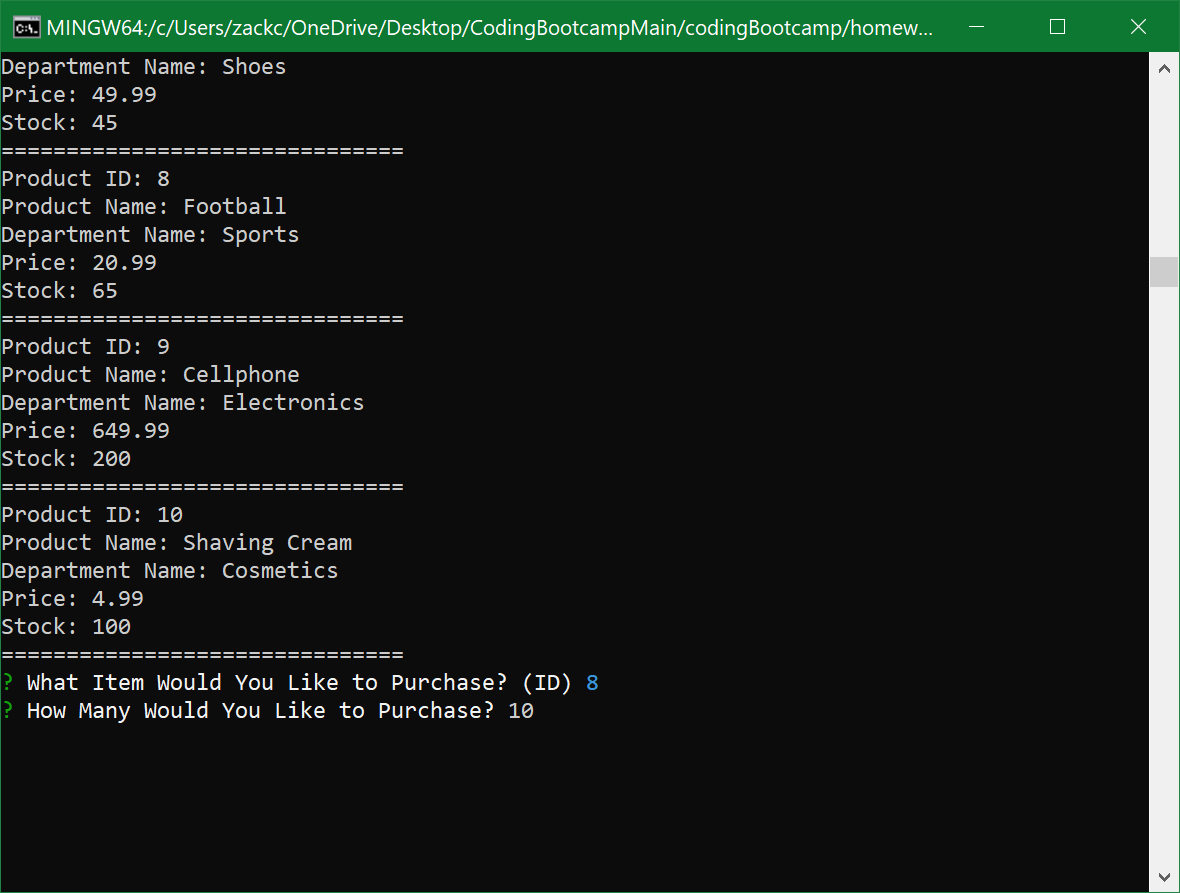 MINGW64:/c/Users/zackc/OneDrive/Desktop/CodingBootcampMain/codingBootcamp/homew...
Department Name: Shoes
Price: 49.99
Stock: 45
===============================
Product ID: 8
Product Name: Football
Department Name: Sports
Price: 20.99
Stock: 65
===============================
Product ID: 9
Product Name: Cellphone
Department Name: Electronics
Price: 649.99
Stock: 200
===============================
Product ID: 10
Product Name: Shaving Cream
Department Name: Cosmetics
Price: 4.99
Stock: 100
===============================
? What Item Would You Like to Purchase? (ID) 8
? How Many Would You Like to Purchase? 10